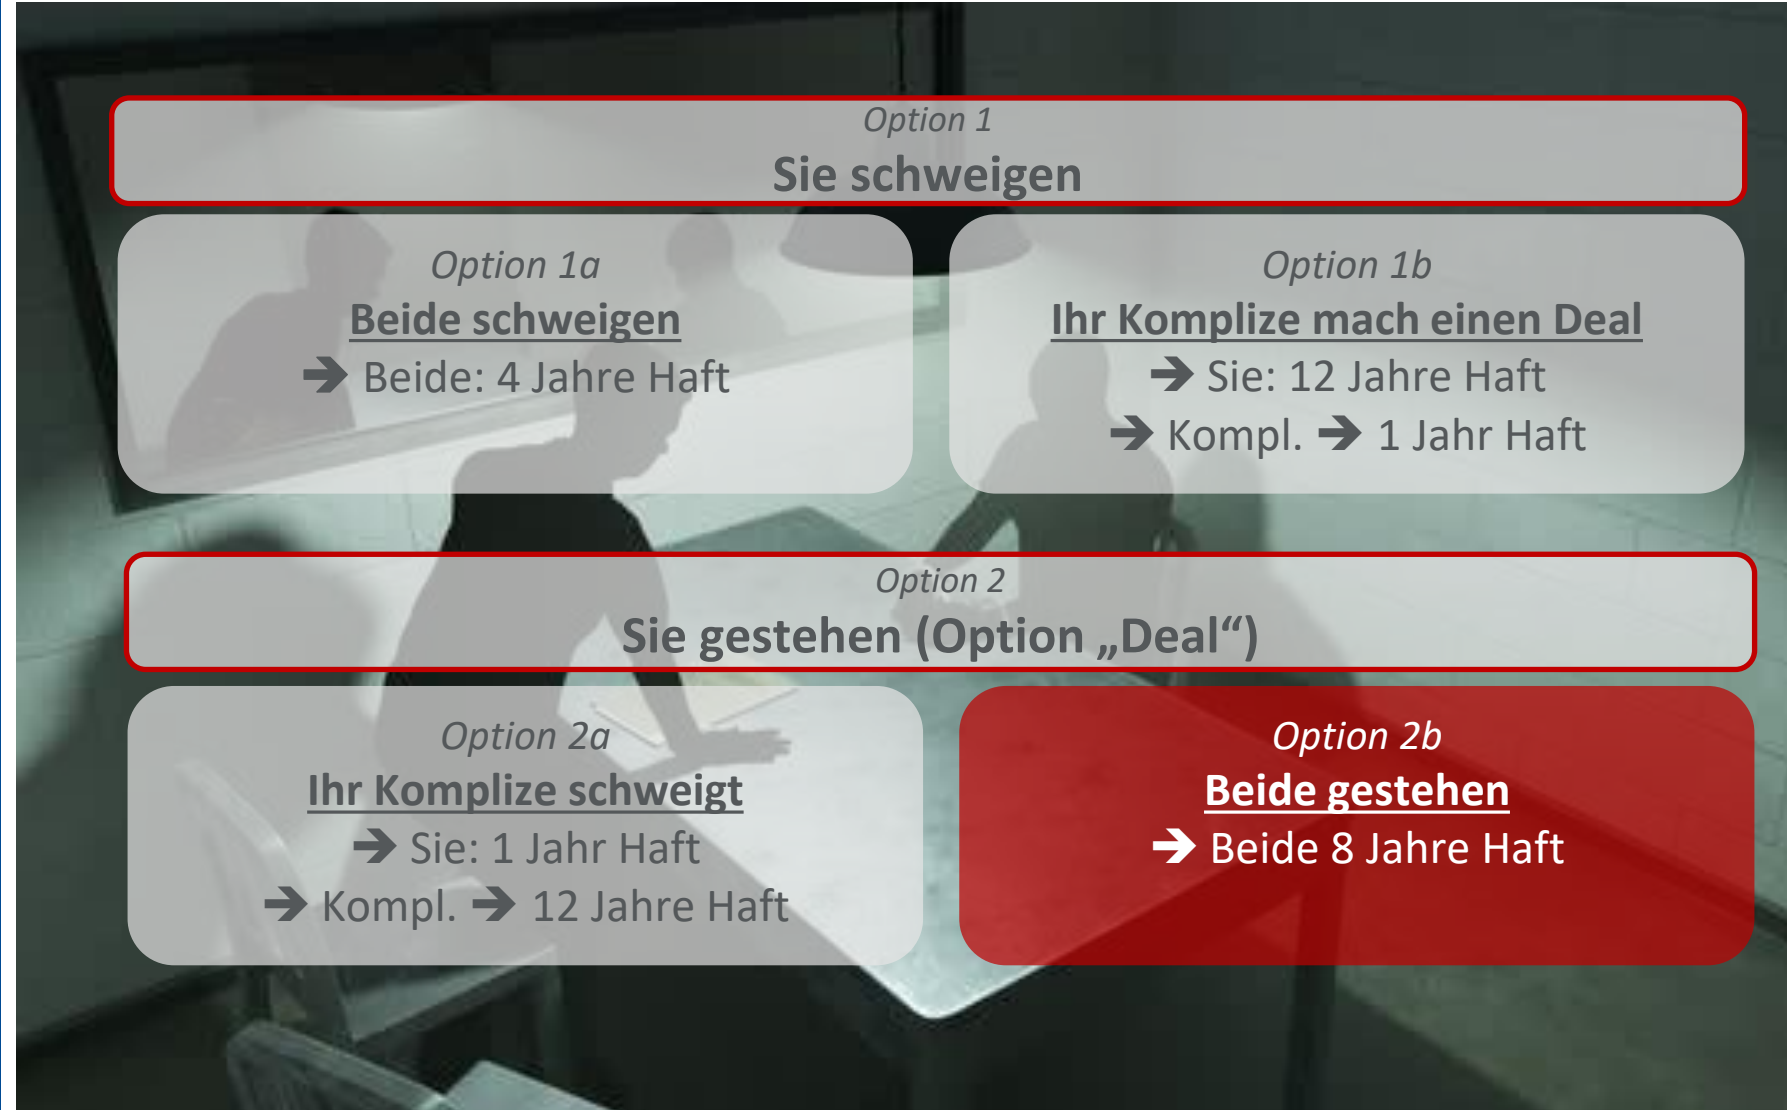 Option 1
Sie schweigen
Option 1a
Beide schweigen
➔ Beide: 4 Jahre Haft
Option 1b
Ihr Komplize mach einen Deal
➔ Sie: 12 Jahre Haft
➔ Kompl. ➔ 1 Jahr Haft
Option 2
Sie gestehen (Option „Deal“)
Option 2a
Ihr Komplize schweigt
➔ Sie: 1 Jahr Haft
➔ Kompl. ➔ 12 Jahre Haft
Option 2b
Beide gestehen
➔ Beide 8 Jahre Haft